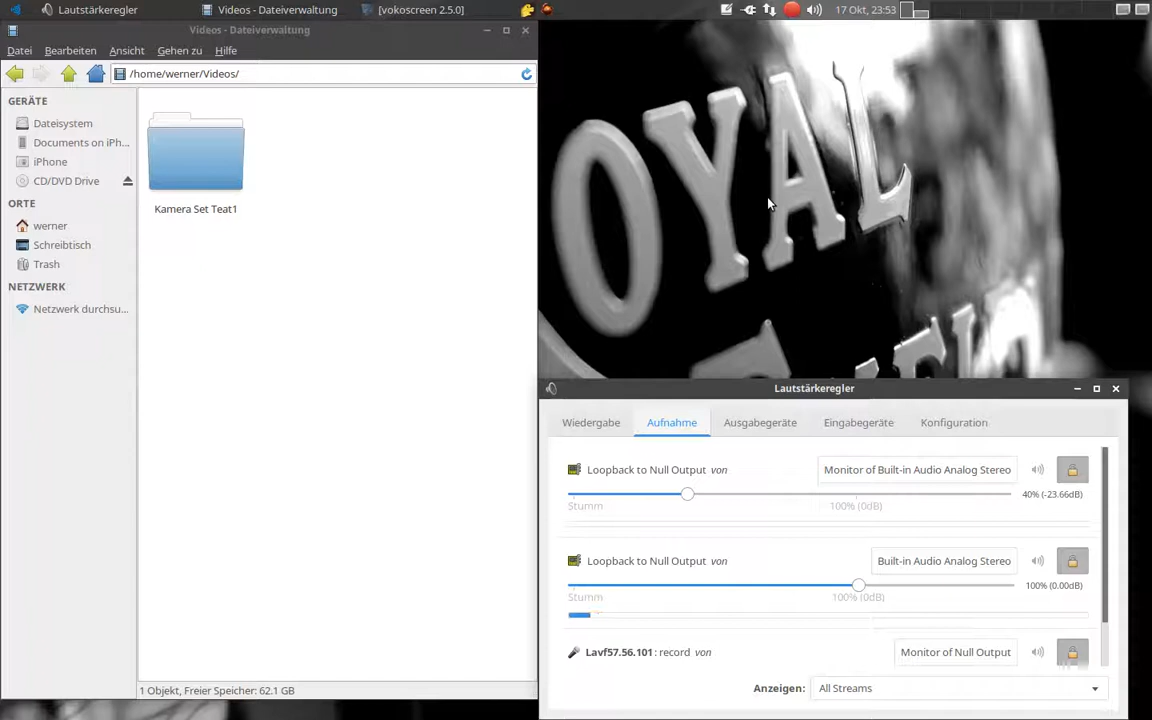 Lautstärkeregler
Videos - Dateiverwaltung
[vokoscreen 2.5.0]
17 Okt, 23:53
Videos - Dateiverwaltung
Datei Bearbeiten Ansicht Gehen zu Hilfe
/home/werner/Videos/
GERÄTE
Dateisystem
Documents on iPh...
iPhone
CD/DVD Drive
ORTE
werner
Schreibtisch
Trash
NETZWERK
Netzwerk durchsu...
Kamera Set Teat1
1 Objekt, Freier Speicher: 62.1 GB
OYAL
Lautstärkeregler
Wiedergabe Aufnahme Ausgabegeräte Eingabegeräte Konfiguration
Loopback to Null Output von Monitor of Built-in Audio Analog Stereo
40% (-23.66dB)
Stumm 100% (0dB)
Loopback to Null Output von Built-in Audio Analog Stereo
100% (0.00dB)
Stumm 100% (0dB)
Lavf57.56.101 : record von Monitor of Null Output
Anzeigen: All Streams